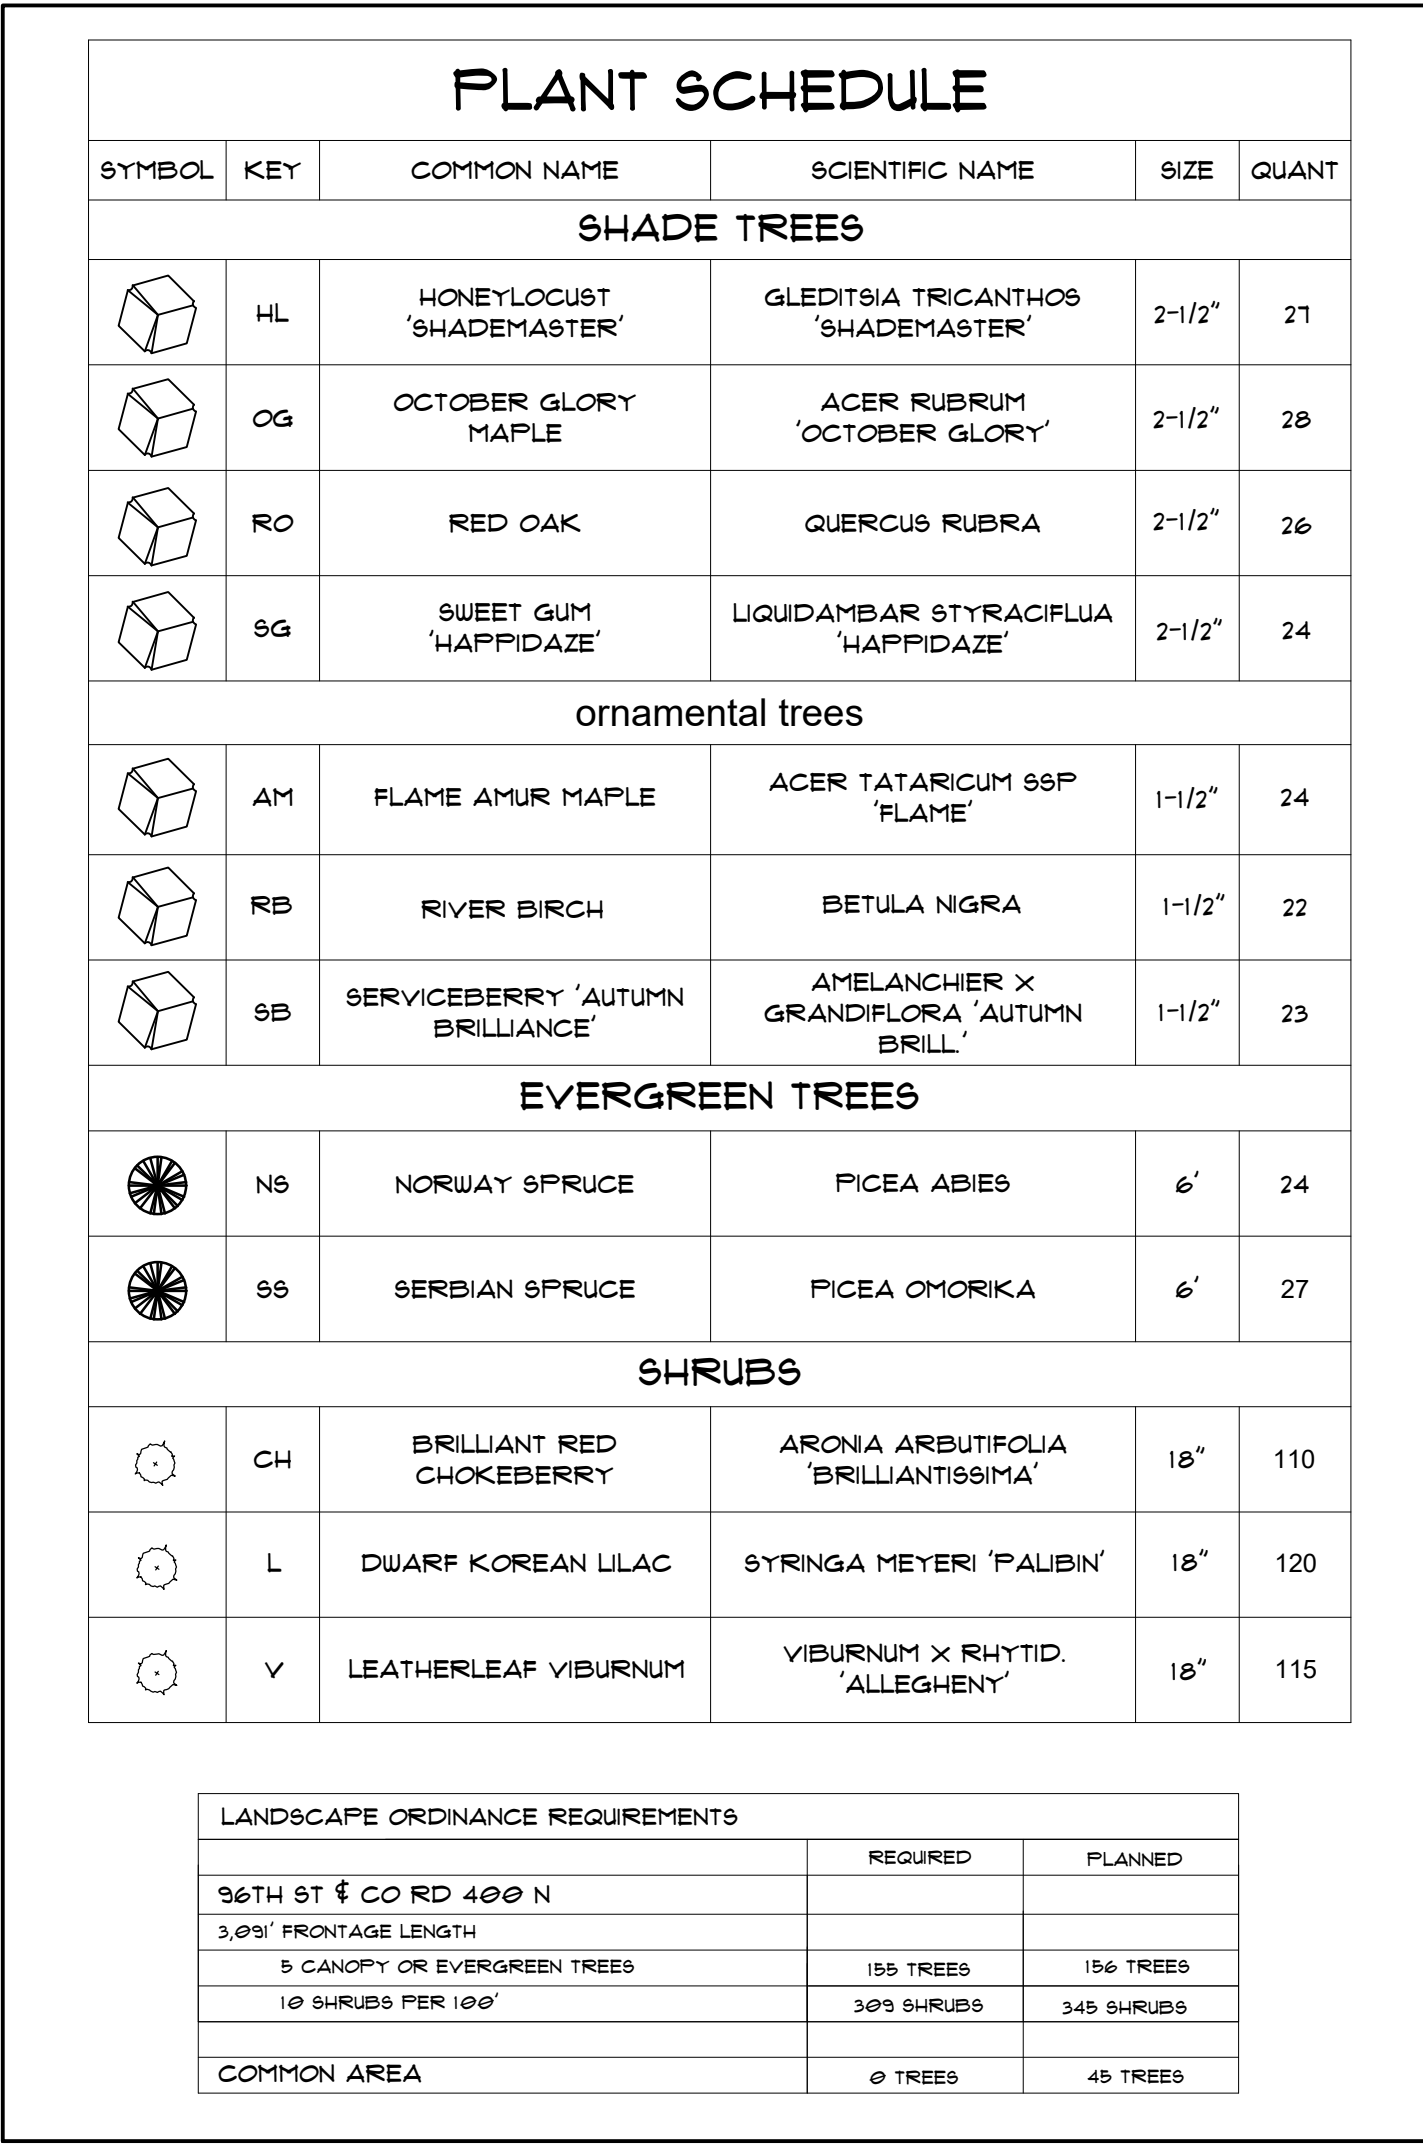 PLANT SCHEDULE
SYMBOL KEY COMMON NAME SCIENTIFIC NAME SIZE QUANT
SHADE TREES
HL HONEYLOCUST 'SHADEMASTER' GLEDITSIA TRICANTHOS 'SHADEMASTER' 2-1/2" 27
OG OCTOBER GLORY MAPLE ACER RUBRUM 'OCTOBER GLORY' 2-1/2" 28
RO RED OAK QUERCUS RUBRA 2-1/2" 26
SG SWEET GUM 'HAPPIDAZE' LIQUIDAMBAR STYRACIFLUA 'HAPPIDAZE' 2-1/2" 24
ornamental trees
AM FLAME AMUR MAPLE ACER TATARICUM SSP 'FLAME' 1-1/2" 24
RB RIVER BIRCH BETULA NIGRA 1-1/2" 22
SB SERVICEBERRY 'AUTUMN BRILLIANCE' AMELANCHIER X GRANDIFLORA 'AUTUMN BRILL.' 1-1/2" 23
EVERGREEN TREES
NS NORWAY SPRUCE PICEA ABIES 6' 24
SS SERBIAN SPRUCE PICEA OMORIKA 6' 27
SHRUBS
CH BRILLIANT RED CHOKEBERRY ARONIA ARBUTIFOLIA 'BRILLIANTISSIMA' 18" 110
L DWARF KOREAN LILAC SYRINGA MEYERI 'PALIBIN' 18" 120
V LEATHERLEAF VIBURNUM VIBURNUM X RHYTID. 'ALLEGHENY' 18" 115
LANDSCAPE ORDINANCE REQUIREMENTS
REQUIRED PLANNED
96TH ST & CO RD 400 N
3,091' FRONTAGE LENGTH
5 CANOPY OR EVERGREEN TREES 155 TREES 156 TREES
10 SHRUBS PER 100' 309 SHRUBS 345 SHRUBS
COMMON AREA 0 TREES 45 TREES